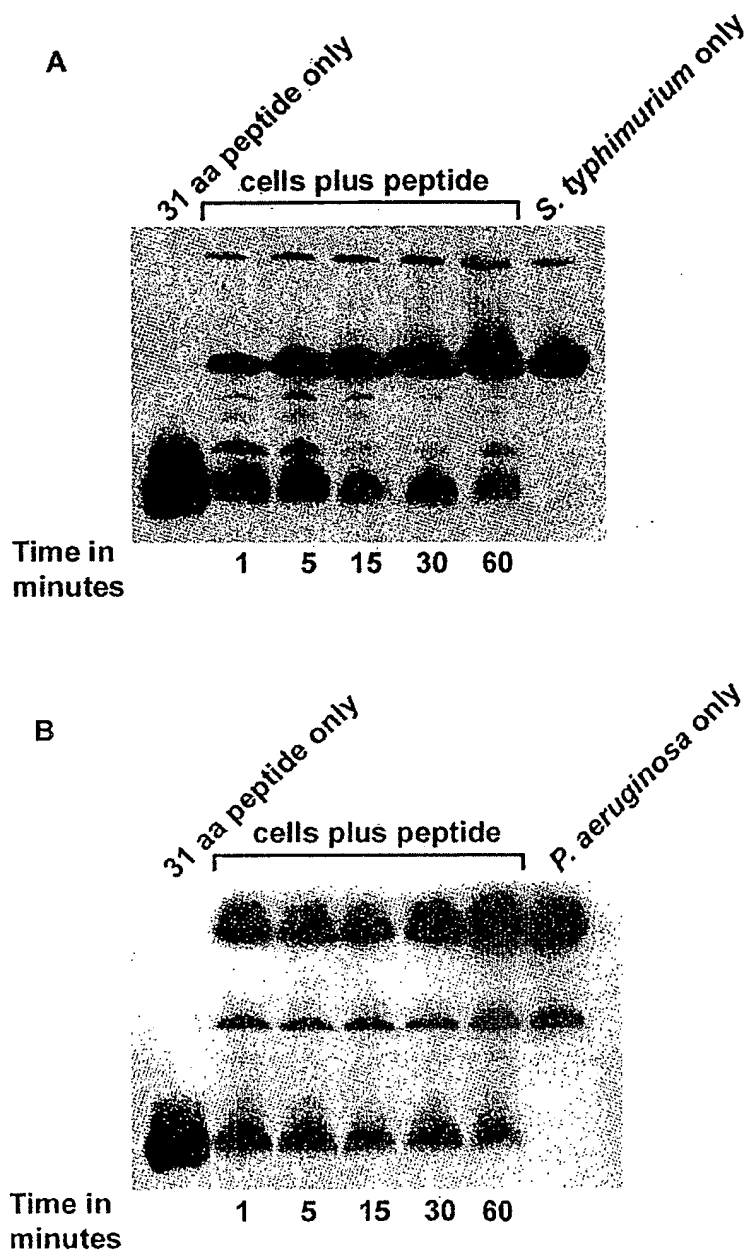 A
31 aa peptide only
cells plus peptide
S. typhimurium only
Time in
minutes
1 5 15 30 60
B
31 aa peptide only
cells plus peptide
P. aeruginosa only
Time in
minutes
1 5 15 30 60